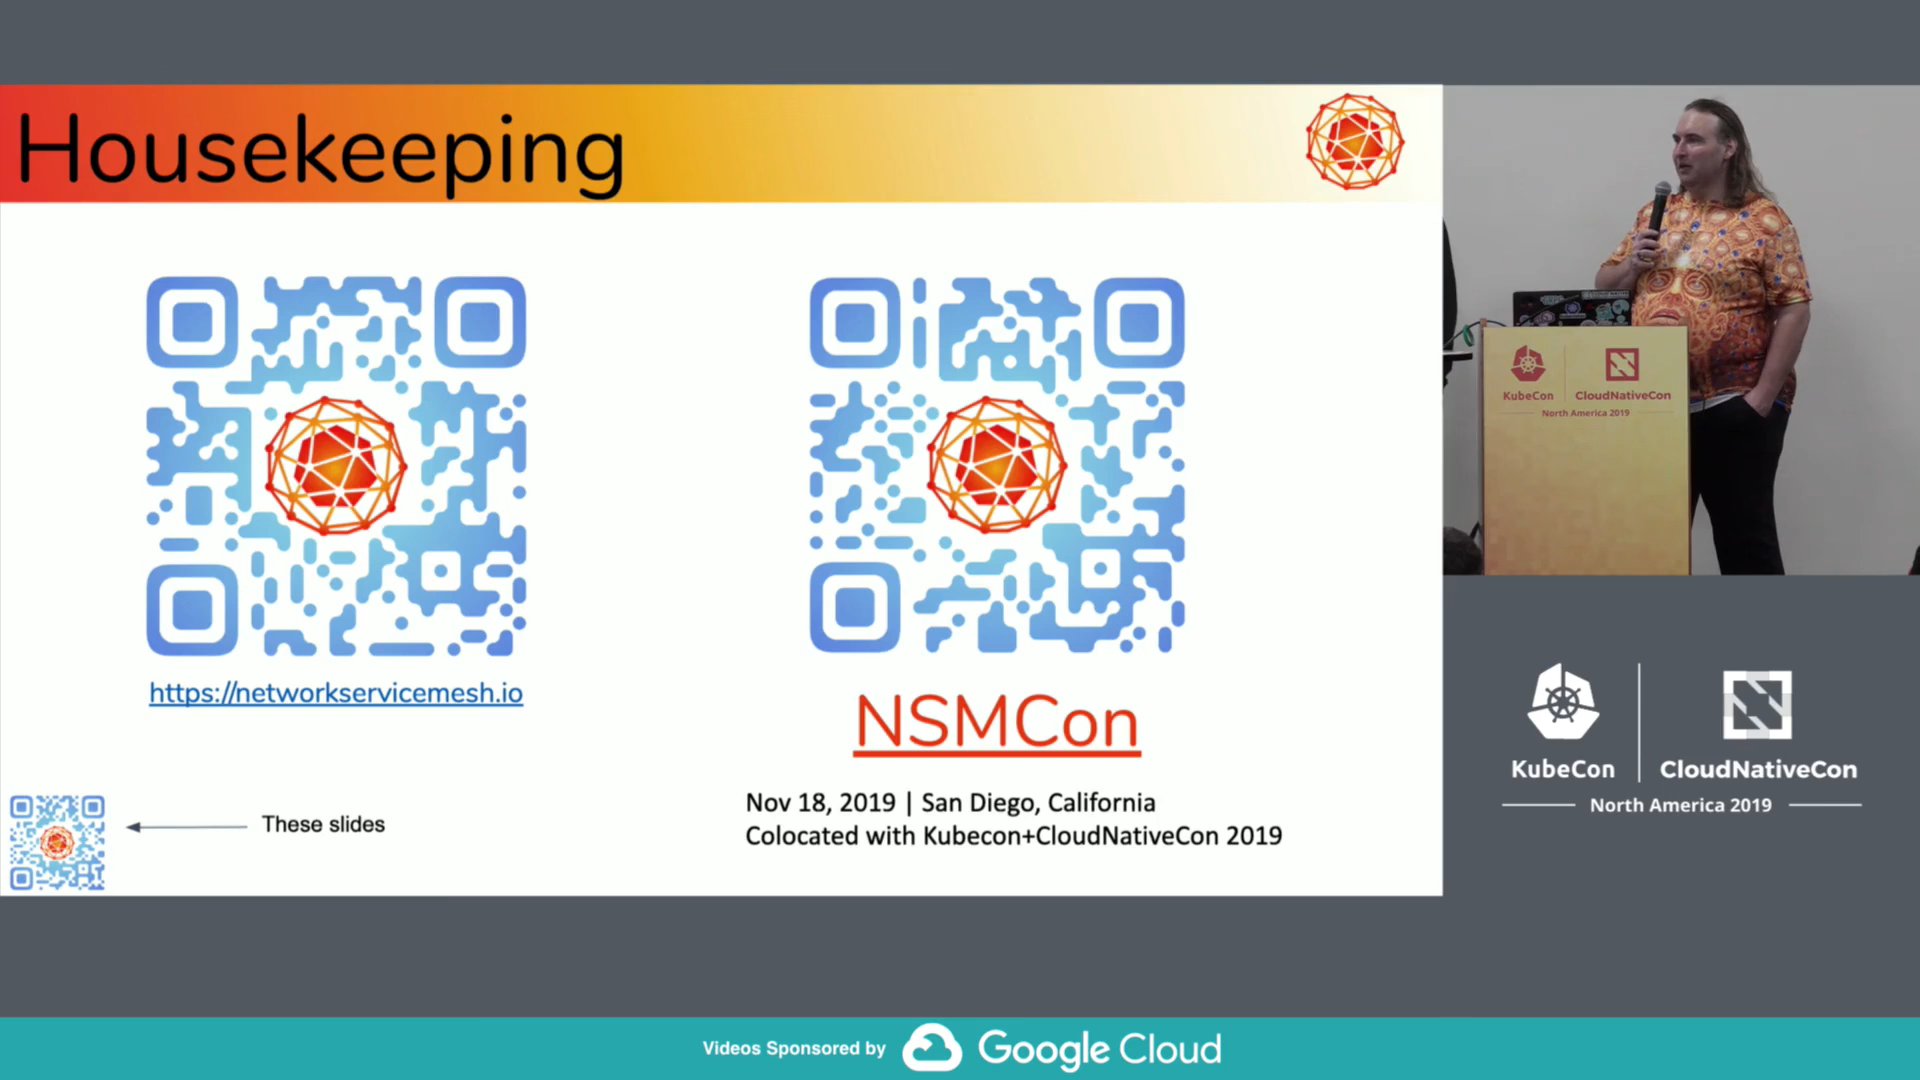 Housekeeping
https://networkservicemesh.io
NSMCon
Nov 18, 2019 | San Diego, California
Colocated with Kubecon+CloudNativeCon 2019
These slides
KubeCon
CloudNativeCon
North America 2019
KubeCon
CloudNativeCon
North America 2019
Videos Sponsored by
Google Cloud